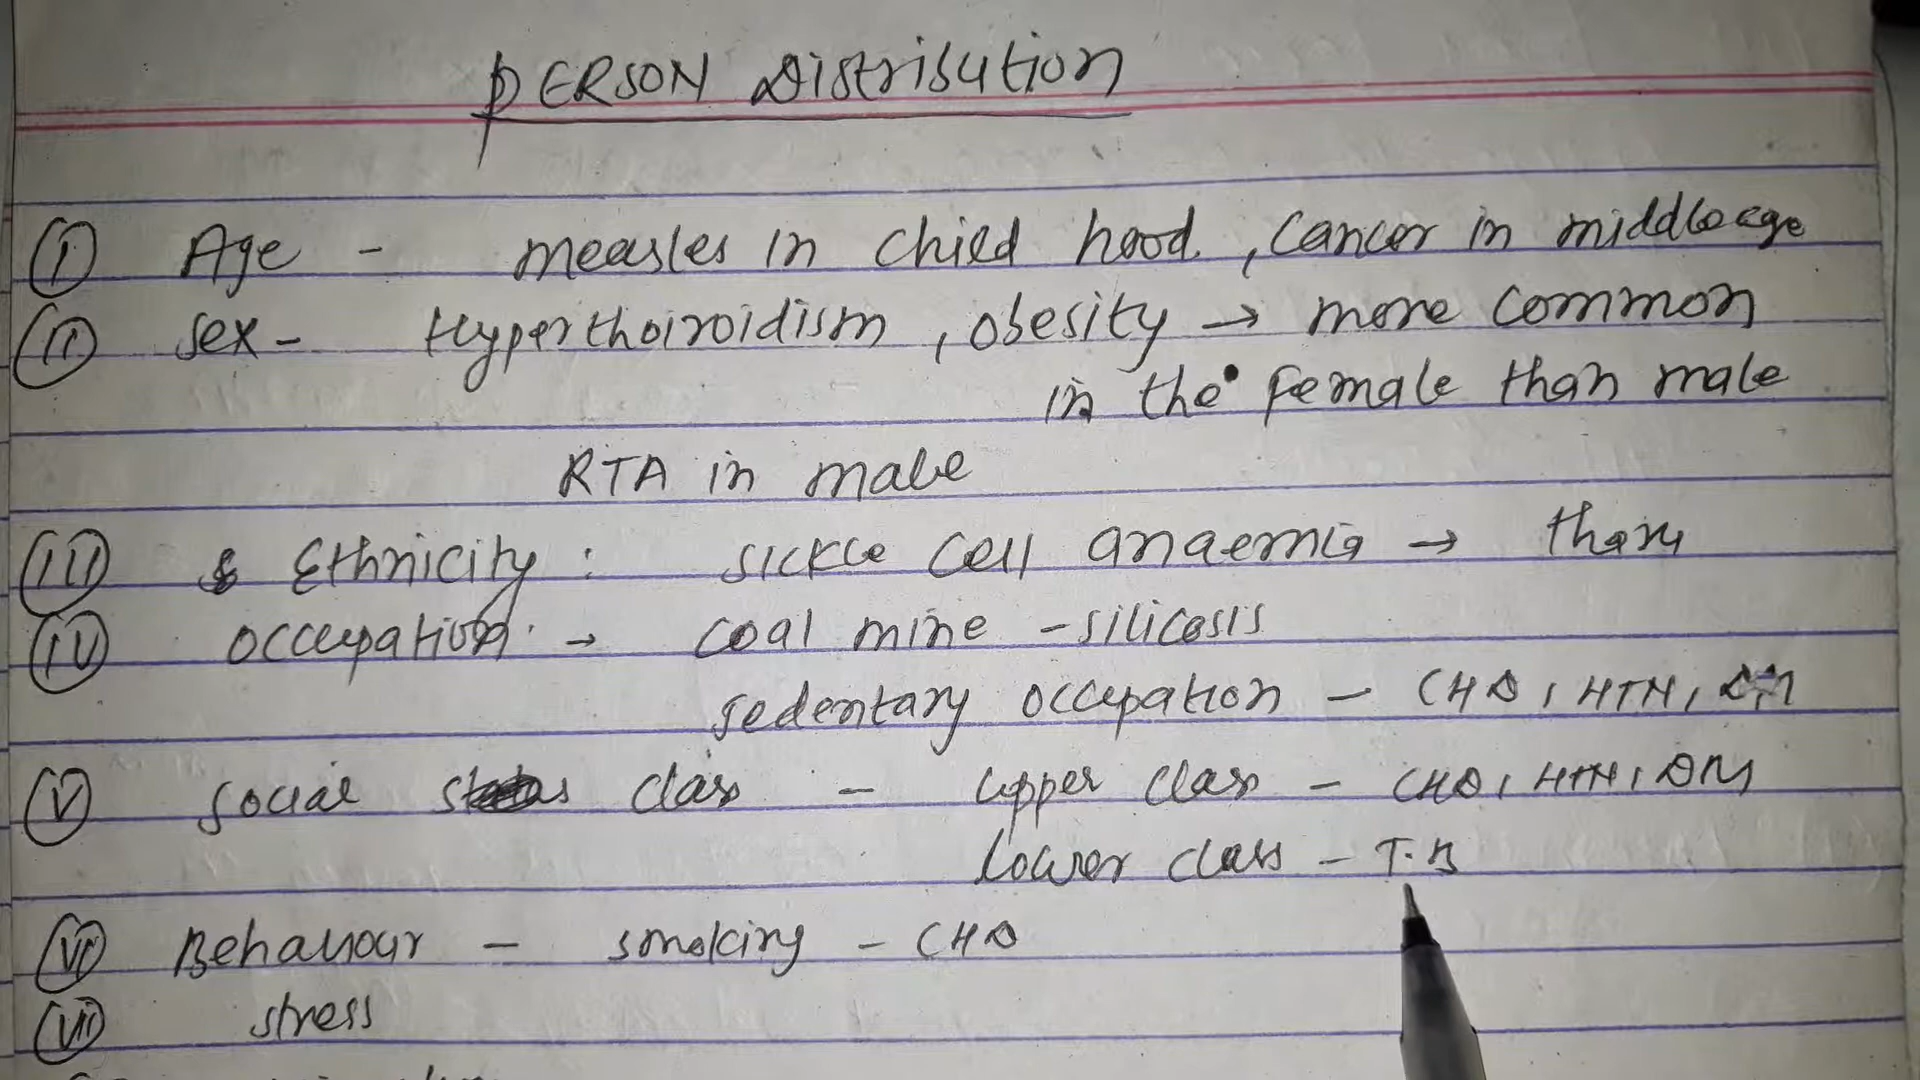 PERSON Distribution
(I) Age - measles in child hood, cancer in middle age
(II) sex - Hyperthoiroidism, obesity → more common
in the female than male
RTA in male
(III) Ethnicity : sickle cell anaemia →
(IV) occupation → coal mine - silicosis
sedentary occupation - CHD, HTN, DM
(V) social class - upper class - CHD, HTN, DM
lower class - T.B
(VI) Behaviour - smoking - CHD
(VII) stress